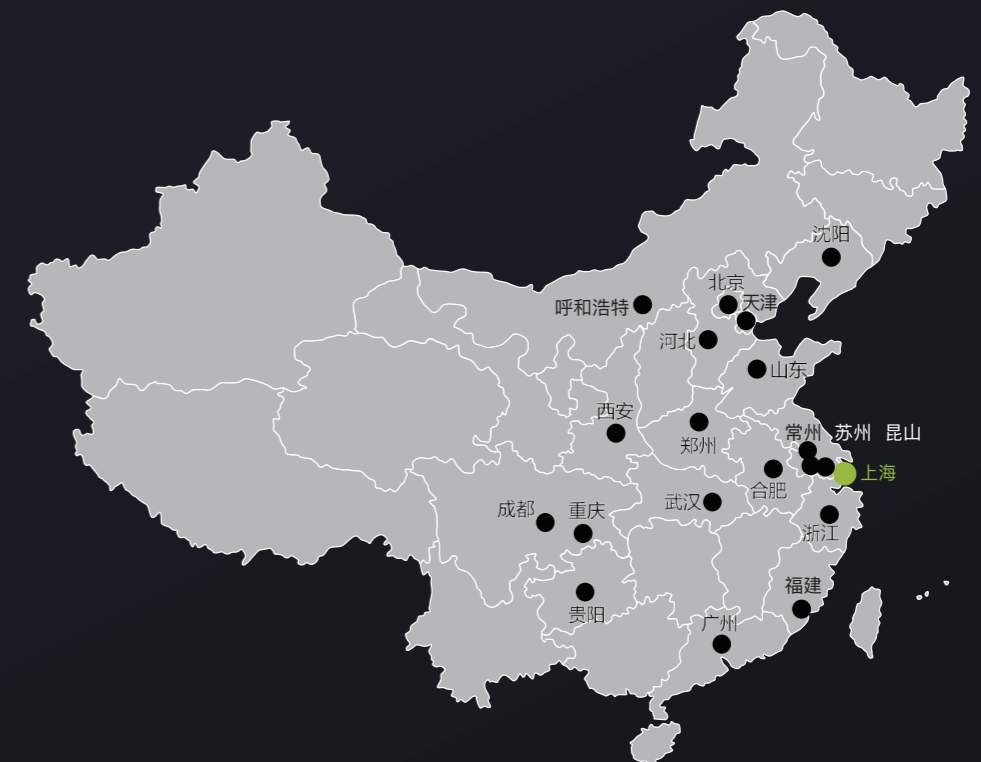 沈阳
北京
天津
呼和浩特
河北
山东
西安
郑州
常州 苏州 昆山
上海
合肥
武汉
成都
重庆
浙江
福建
贵阳
广州